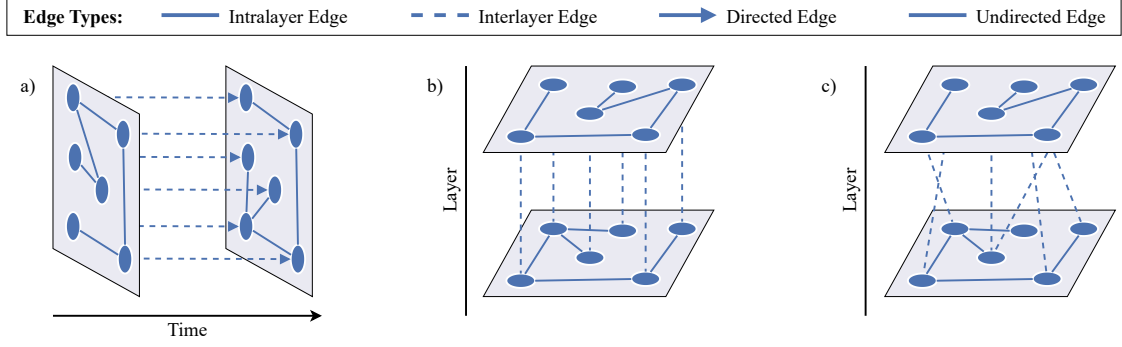 Edge Types: Intralayer Edge Interlayer Edge Directed Edge Undirected Edge
a) b) c)
Layer
Layer
Time